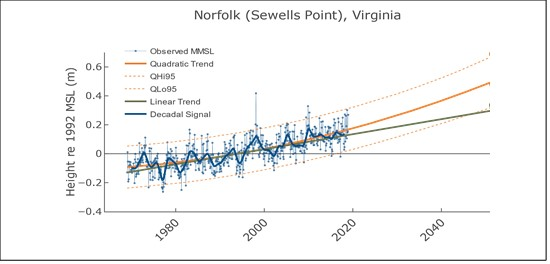 Norfolk (Sewells Point), Virginia
Height re 1992 MSL (m)
0.6
0.4
0.2
0
−0.2
−0.4
Observed MMSL
Quadratic Trend
QHi95
QLo95
Linear Trend
Decadal Signal
1980
2000
2020
2040